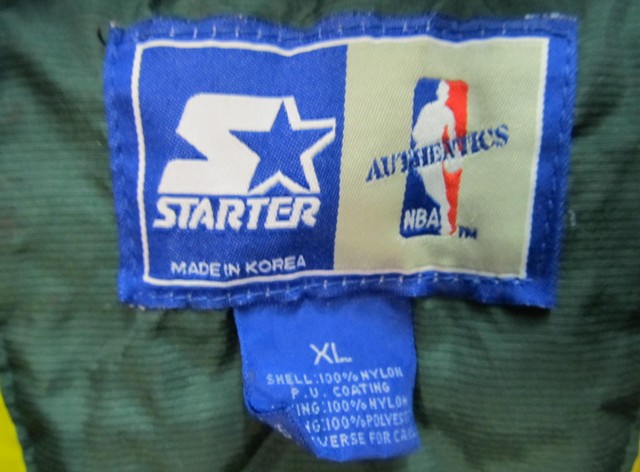 STARTER
MADE IN KOREA
AUTHENTICS
NBA
TM
XL
SHELL:100% NYLON
P.U. COATING
ING:100% NYLON
G:100% POLYEST
VERSE FOR CA